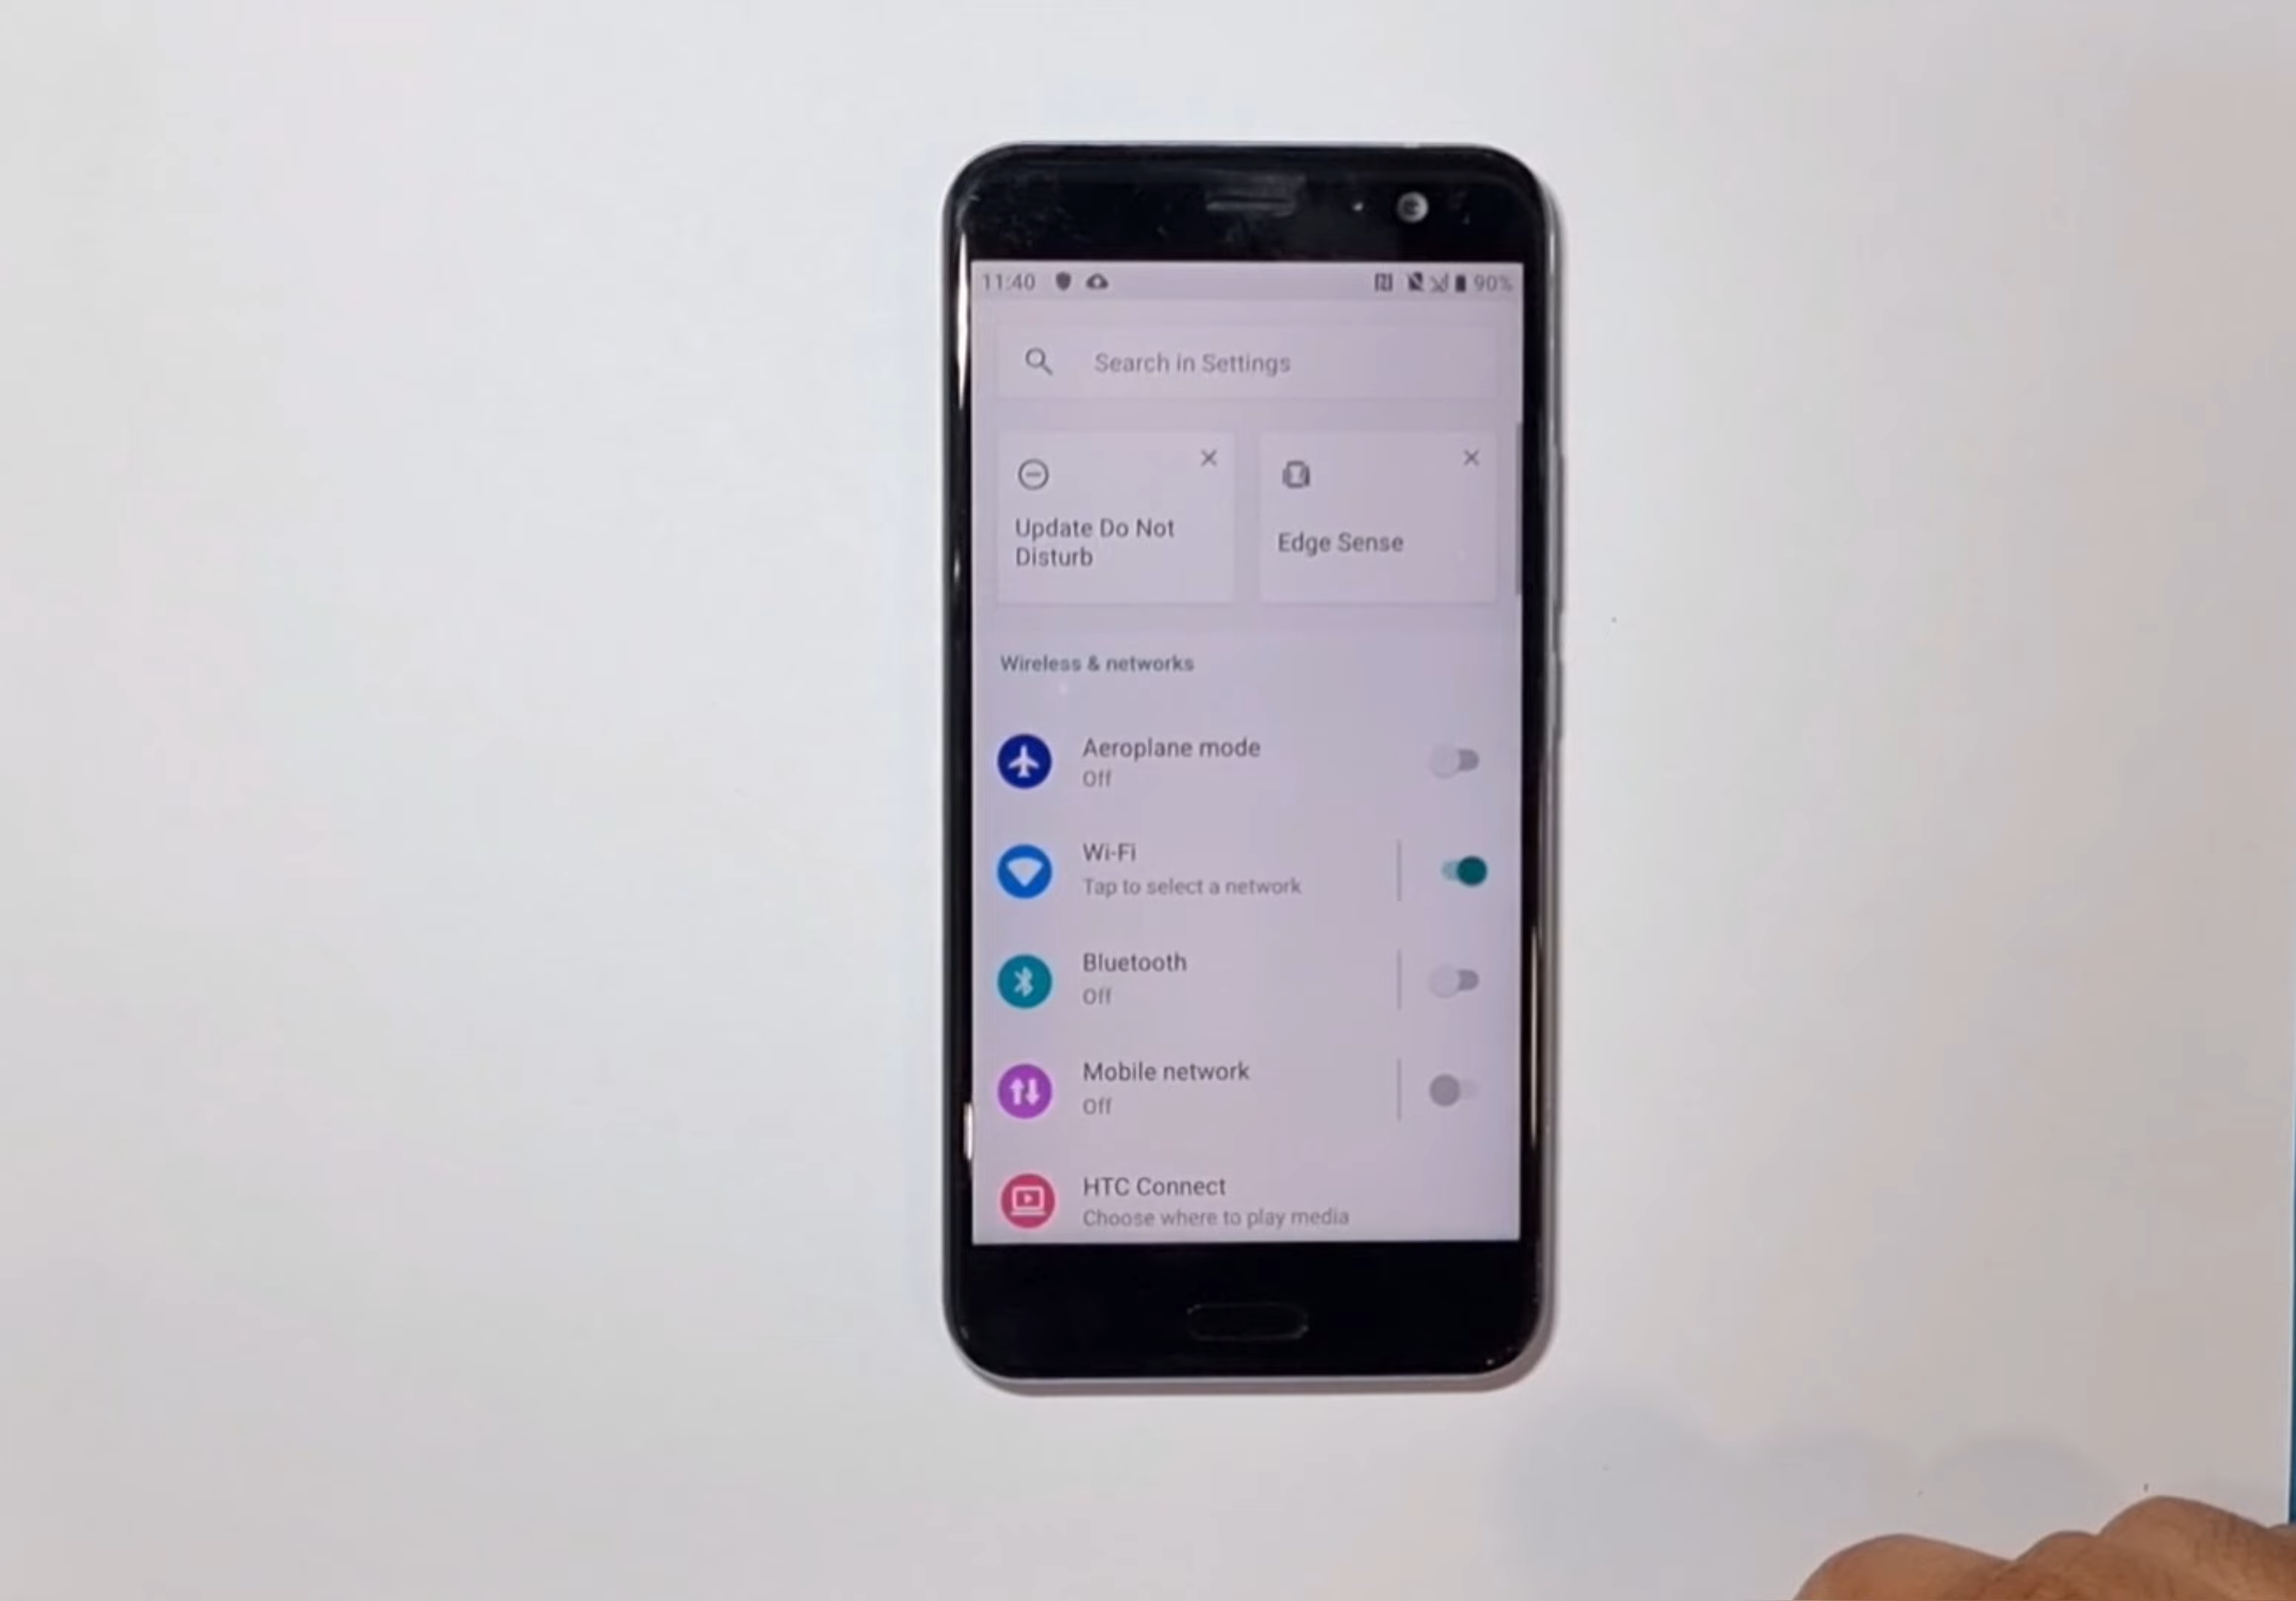 11:40 90%
Search in Settings
Update Do Not
Disturb
Edge Sense
Wireless & networks
Aeroplane mode
Off
Wi-Fi
Tap to select a network
Bluetooth
Off
Mobile network
Off
HTC Connect
Choose where to play media